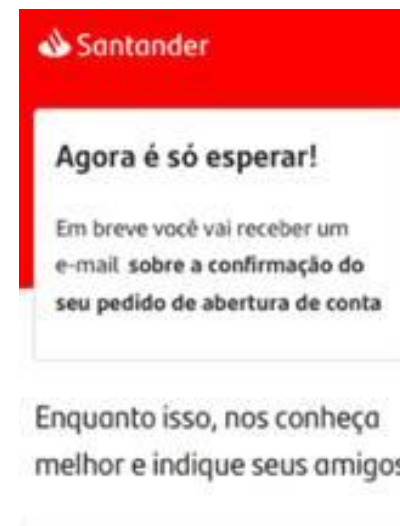 Santander
Agora é só esperar!
Em breve você vai receber um
e-mail sobre a confirmação do
seu pedido de abertura de conta
Enquanto isso, nos conheça
melhor e indique seus amigos